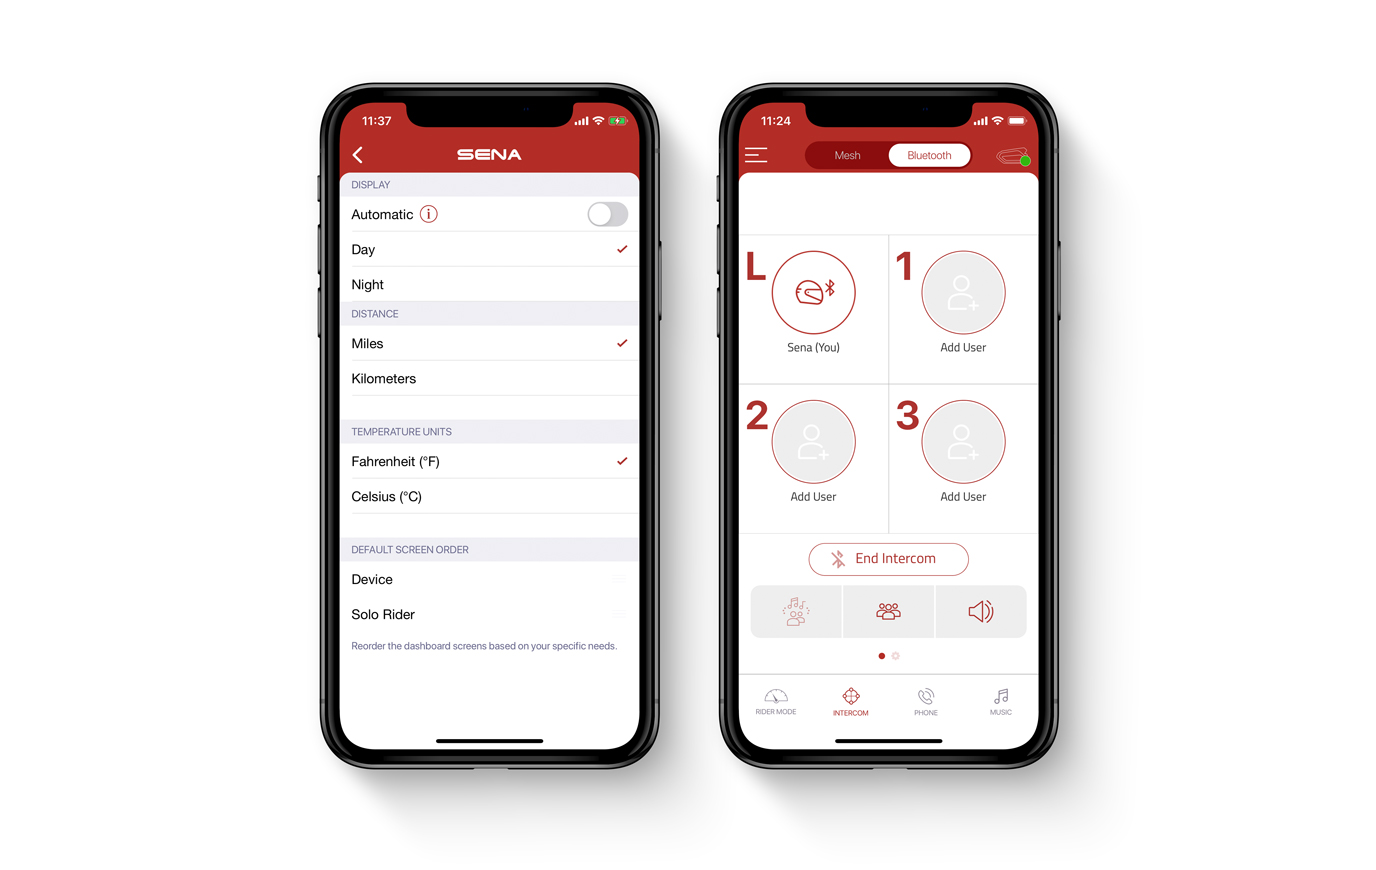 11:37
SENA
DISPLAY
Automatic
Day
Night
DISTANCE
Miles
Kilometers
TEMPERATURE UNITS
Fahrenheit (°F)
Celsius (°C)
DEFAULT SCREEN ORDER
Device
Solo Rider
Reorder the dashboard screens based on your specific needs.
11:24
Mesh Bluetooth
L 1
Sena (You) Add User
2 3
Add User Add User
End Intercom
RIDER MODE INTERCOM PHONE MUSIC